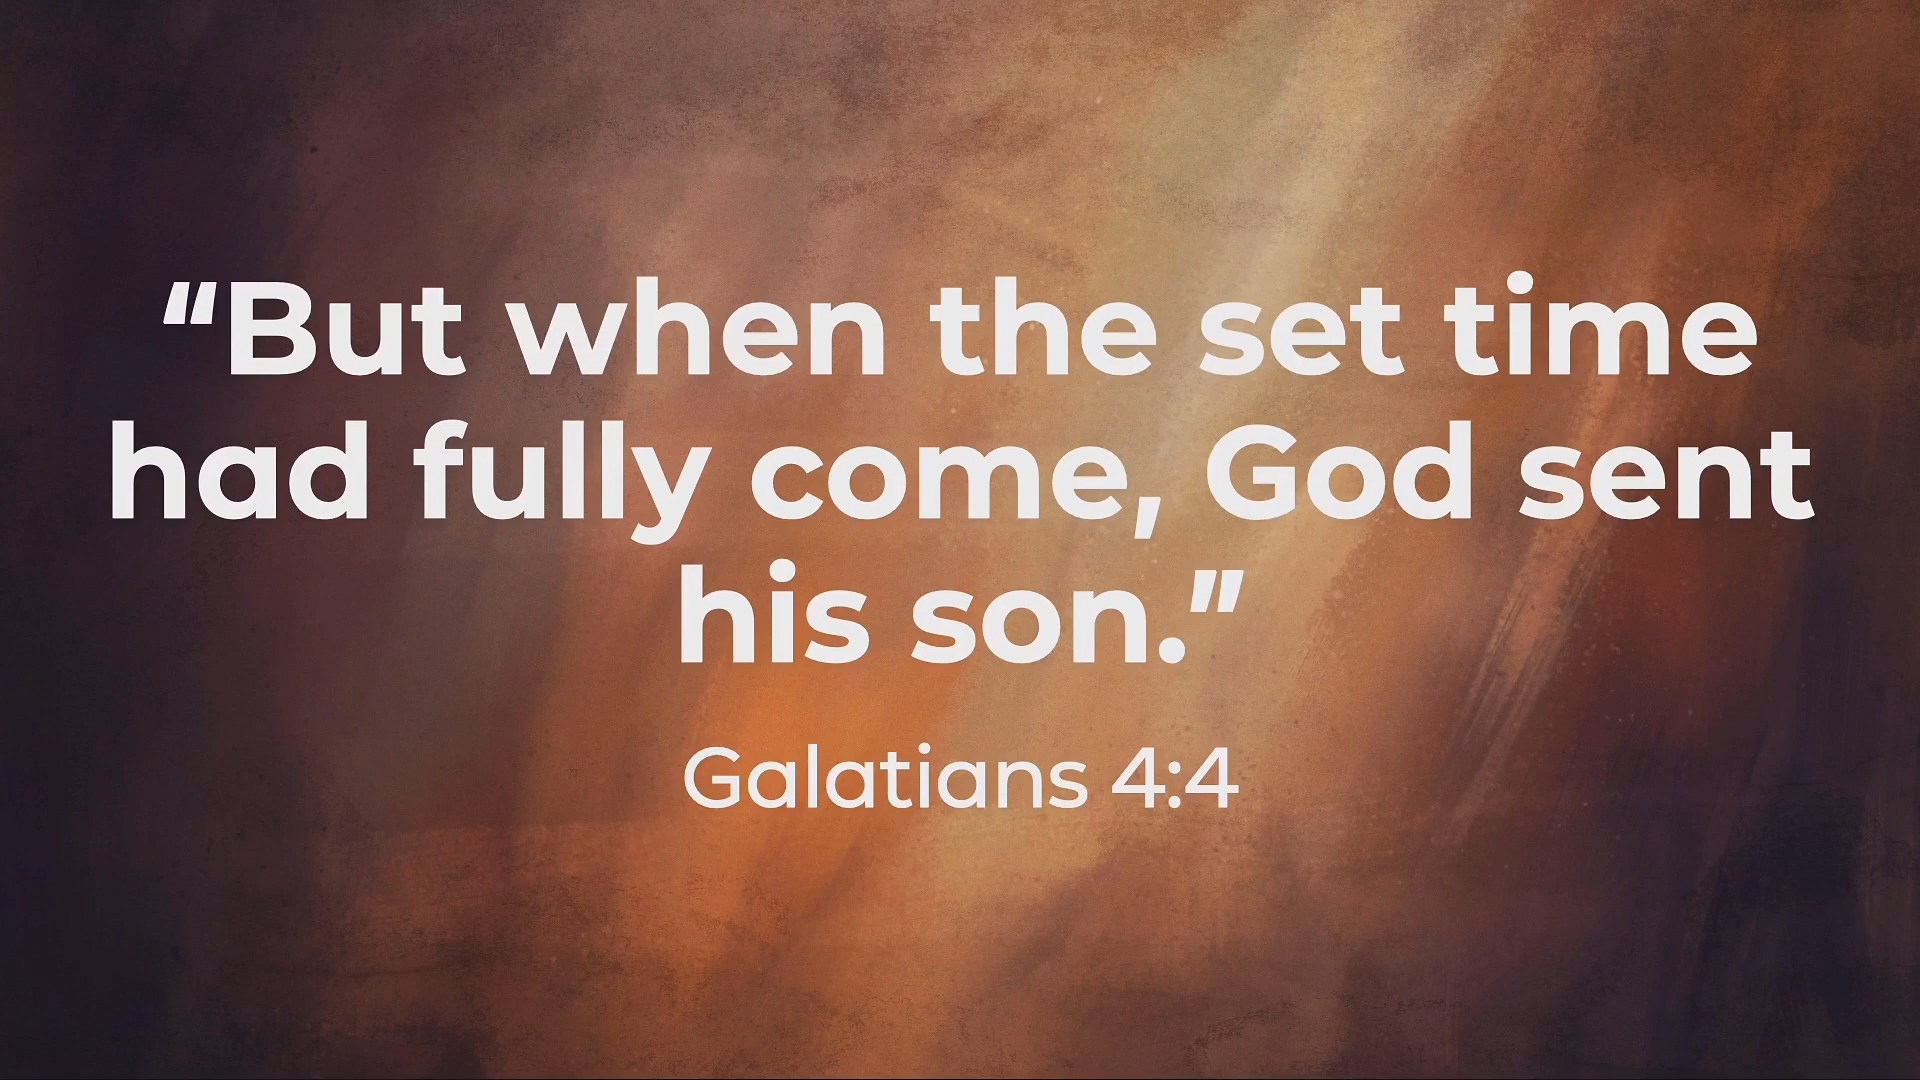 “But when the set time
had fully come, God sent
his son.”
Galatians 4:4